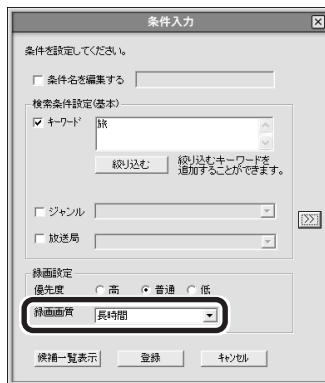 条件入力
条件を設定してください。
条件名を編集する
検索条件設定(基本)
キーワード 旅
絞り込む 絞り込むキーワードを
追加することができます。
ジャンル
放送局
>>
録画設定
優先度 高 普通 低
録画画質 長時間
候補一覧表示 登録 キャンセル